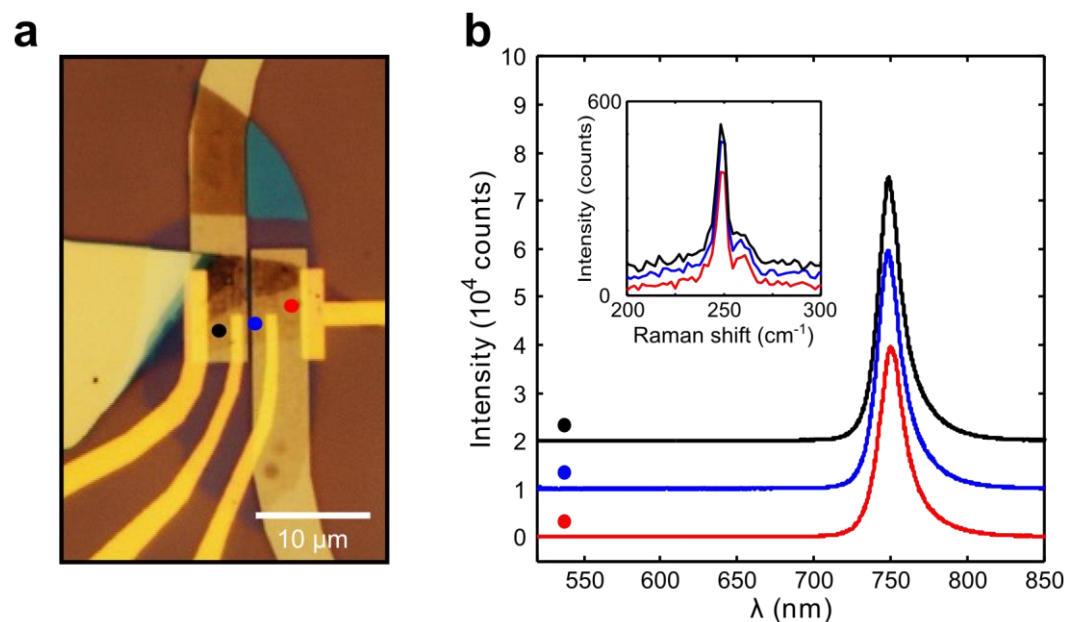 a
10 μm
b
Intensity (10⁴ counts)
10
9
8
7
6
5
4
3
2
1
0
550 600 650 700 750 800 850
λ (nm)
Intensity (counts)
600
0
200 250 300
Raman shift (cm⁻¹)